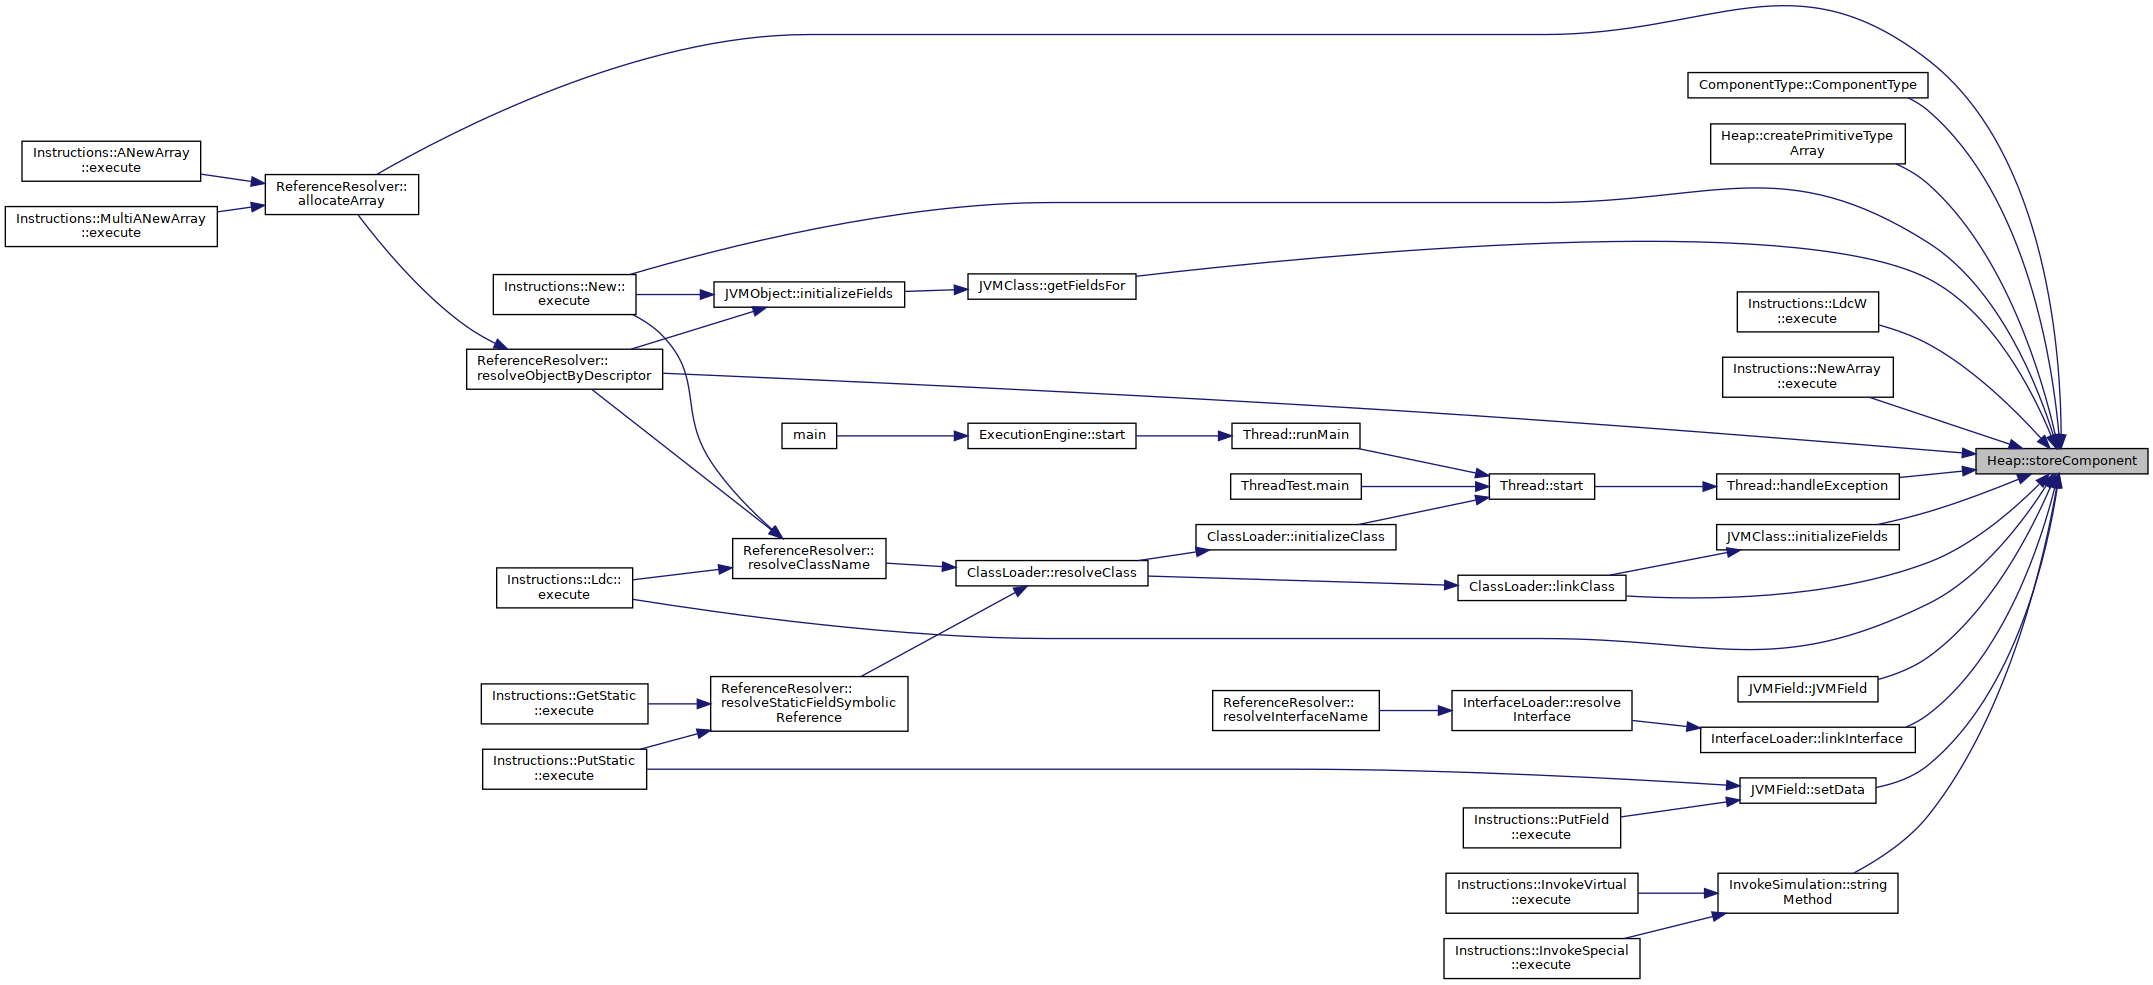 ComponentType::ComponentType
Heap::createPrimitiveType
Array
Instructions::ANewArray
::execute
ReferenceResolver::
allocateArray
Instructions::MultiANewArray
::execute
Instructions::New::
execute
JVMObject::initializeFields
JVMClass::getFieldsFor
Instructions::LdcW
::execute
ReferenceResolver::
resolveObjectByDescriptor
Instructions::NewArray
::execute
main
ExecutionEngine::start
Thread::runMain
Heap::storeComponent
ThreadTest.main
Thread::start
Thread::handleException
ClassLoader::initializeClass
JVMClass::initializeFields
ReferenceResolver::
resolveClassName
ClassLoader::resolveClass
ClassLoader::linkClass
Instructions::Ldc::
execute
Instructions::GetStatic
::execute
ReferenceResolver::
resolveStaticFieldSymbolic
Reference
ReferenceResolver::
resolveInterfaceName
InterfaceLoader::resolve
Interface
JVMField::JVMField
InterfaceLoader::linkInterface
Instructions::PutStatic
::execute
JVMField::setData
Instructions::PutField
::execute
Instructions::InvokeVirtual
::execute
InvokeSimulation::string
Method
Instructions::InvokeSpecial
::execute